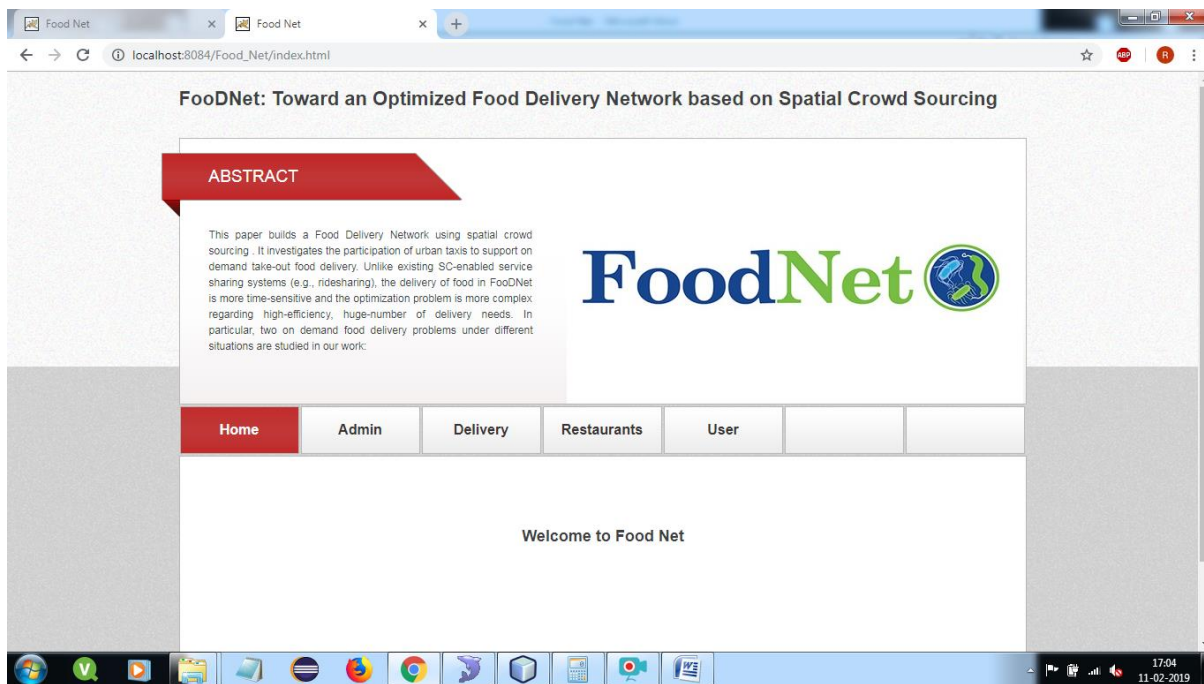 Food Net
Food Net
localhost:8084/Food_Net/index.html
ABP
R
FooDNet: Toward an Optimized Food Delivery Network based on Spatial Crowd Sourcing
ABSTRACT
This paper builds a Food Delivery Network using spatial crowd
sourcing . It investigates the participation of urban taxis to support on
demand take-out food delivery. Unlike existing SC-enabled service
sharing systems (e.g., ridesharing), the delivery of food in FooDNet
is more time-sensitive and the optimization problem is more complex
regarding high-efficiency, huge-number of delivery needs. In
particular, two on demand food delivery problems under different
situations are studied in our work:
FoodNet
Home Admin Delivery Restaurants User
Welcome to Food Net
17:04
11-02-2019